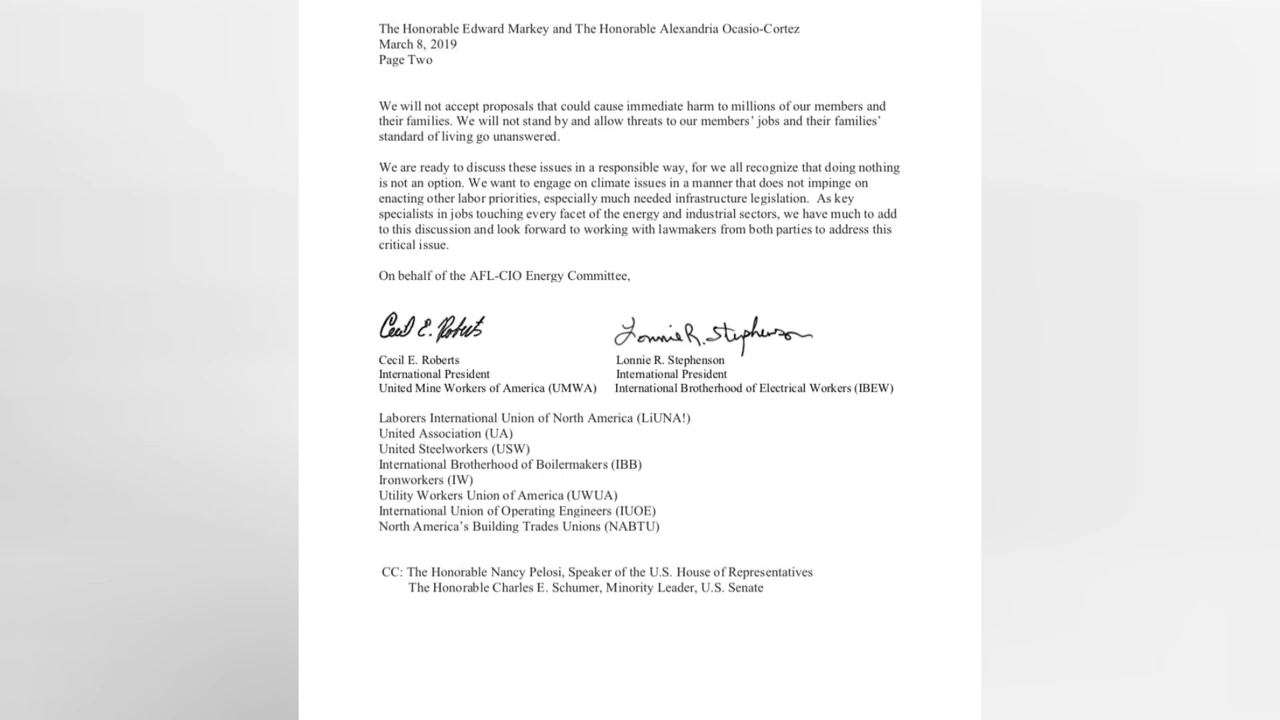 The Honorable Edward Markey and The Honorable Alexandria Ocasio-Cortez
March 8, 2019
Page Two
We will not accept proposals that could cause immediate harm to millions of our members and
their families. We will not stand by and allow threats to our members' jobs and their families'
standard of living go unanswered.
We are ready to discuss these issues in a responsible way, for we all recognize that doing nothing
is not an option. We want to engage on climate issues in a manner that does not impinge on
enacting other labor priorities, especially much needed infrastructure legislation. As key
specialists in jobs touching every facet of the energy and industrial sectors, we have much to add
to this discussion and look forward to working with lawmakers from both parties to address this
critical issue.
On behalf of the AFL-CIO Energy Committee,
Cecil E. Roberts
Lonnie R. Stephenson
Cecil E. Roberts
Lonnie R. Stephenson
International President
International President
United Mine Workers of America (UMWA)
International Brotherhood of Electrical Workers (IBEW)
Laborers International Union of North America (LiUNA!)
United Association (UA)
United Steelworkers (USW)
International Brotherhood of Boilermakers (IBB)
Ironworkers (IW)
Utility Workers Union of America (UWUA)
International Union of Operating Engineers (IUOE)
North America's Building Trades Unions (NABTU)
CC: The Honorable Nancy Pelosi, Speaker of the U.S. House of Representatives
The Honorable Charles E. Schumer, Minority Leader, U.S. Senate